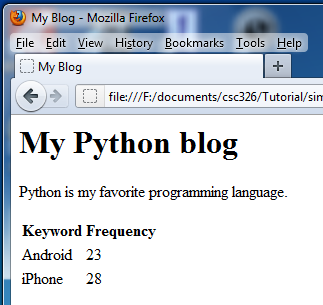 My Blog - Mozilla Firefox
File Edit View History Bookmarks Tools Help
My Blog
file:///F:/documents/csc326/Tutorial/sim
My Python blog
Python is my favorite programming language.
Keyword Frequency
Android 23
iPhone 28